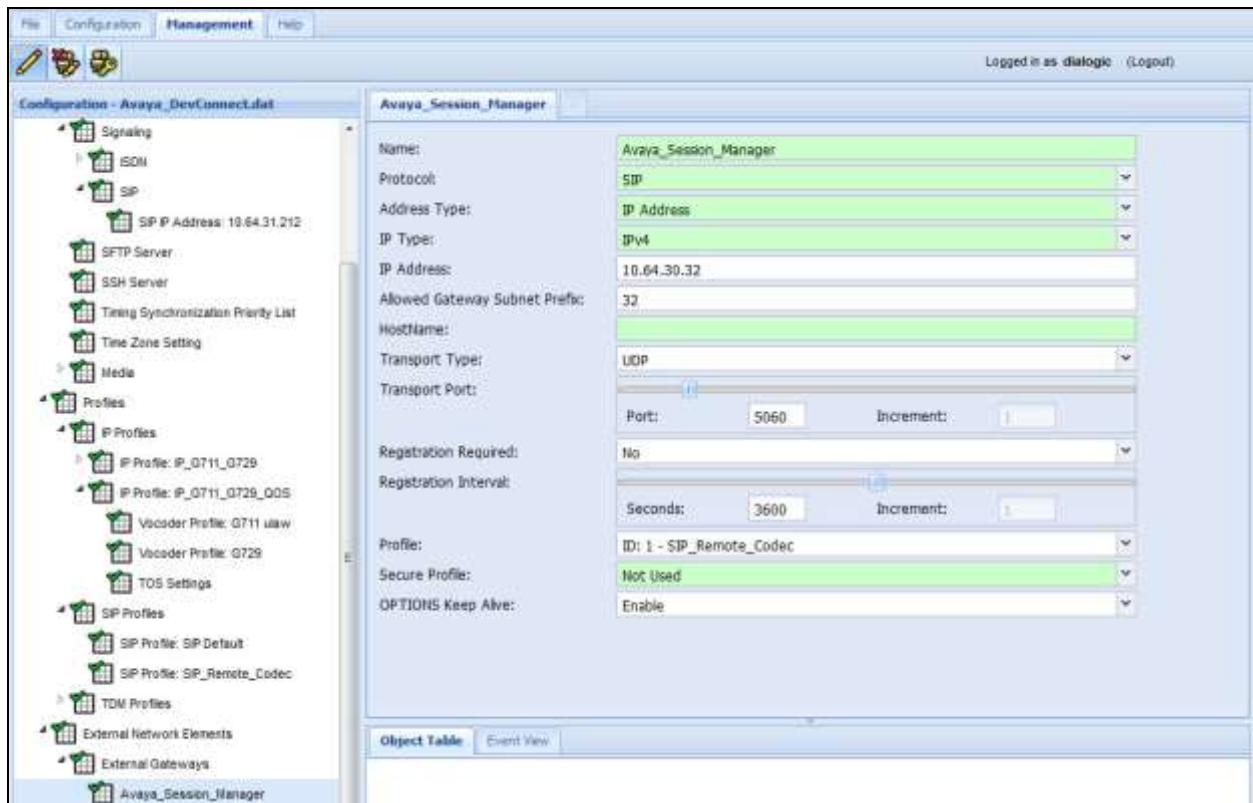 File Configuration Management Help
Logged in as dialogic (Logout)
Configuration - Avaya_DevConnect.dat
Signaling
ISDN
SIP
SIP IP Address: 10.64.31.212
SFTP Server
SSH Server
Timing Synchronization Priority List
Time Zone Setting
Media
Profiles
IP Profiles
IP Profile: IP_G711_G729
IP Profile: IP_G711_G729_QOS
Vocoder Profile: G711 ulaw
Vocoder Profile: G729
TOS Settings
SIP Profiles
SIP Profile: SIP Default
SIP Profile: SIP_Remote_Codec
TDM Profiles
External Network Elements
External Gateways
Avaya_Session_Manager
Avaya_Session_Manager
Name: Avaya_Session_Manager
Protocol: SIP
Address Type: IP Address
IP Type: IPv4
IP Address: 10.64.30.32
Allowed Gateway Subnet Prefix: 32
HostName:
Transport Type: UDP
Transport Port:
Port: 5060 Increment: 1
Registration Required: No
Registration Interval:
Seconds: 3600 Increment: 1
Profile: ID: 1 - SIP_Remote_Codec
Secure Profile: Not Used
OPTIONS Keep Alive: Enable
Object Table Event View